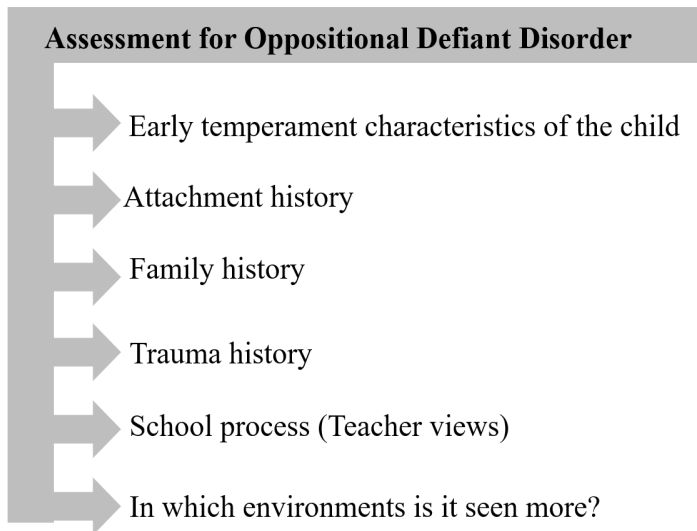 Assessment for Oppositional Defiant Disorder
Early temperament characteristics of the child
Attachment history
Family history
Trauma history
School process (Teacher views)
In which environments is it seen more?